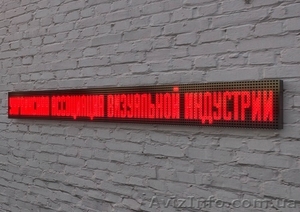 УКРАИНСКАЯ АССОЦИАЦИЯ ВИЗУАЛЬНОЙ ИНДУСТРИИ
AvizInfo.com.ua